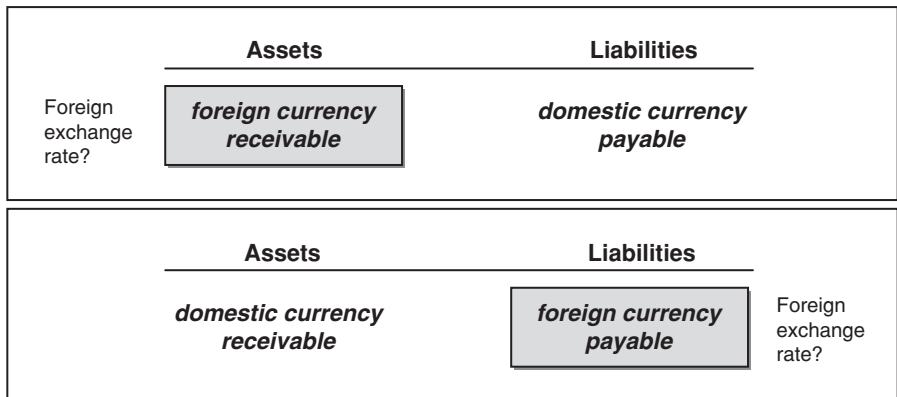 Assets Liabilities
Foreign
exchange
rate?
foreign currency
receivable
domestic currency
payable
Assets Liabilities
domestic currency
receivable
foreign currency
payable
Foreign
exchange
rate?